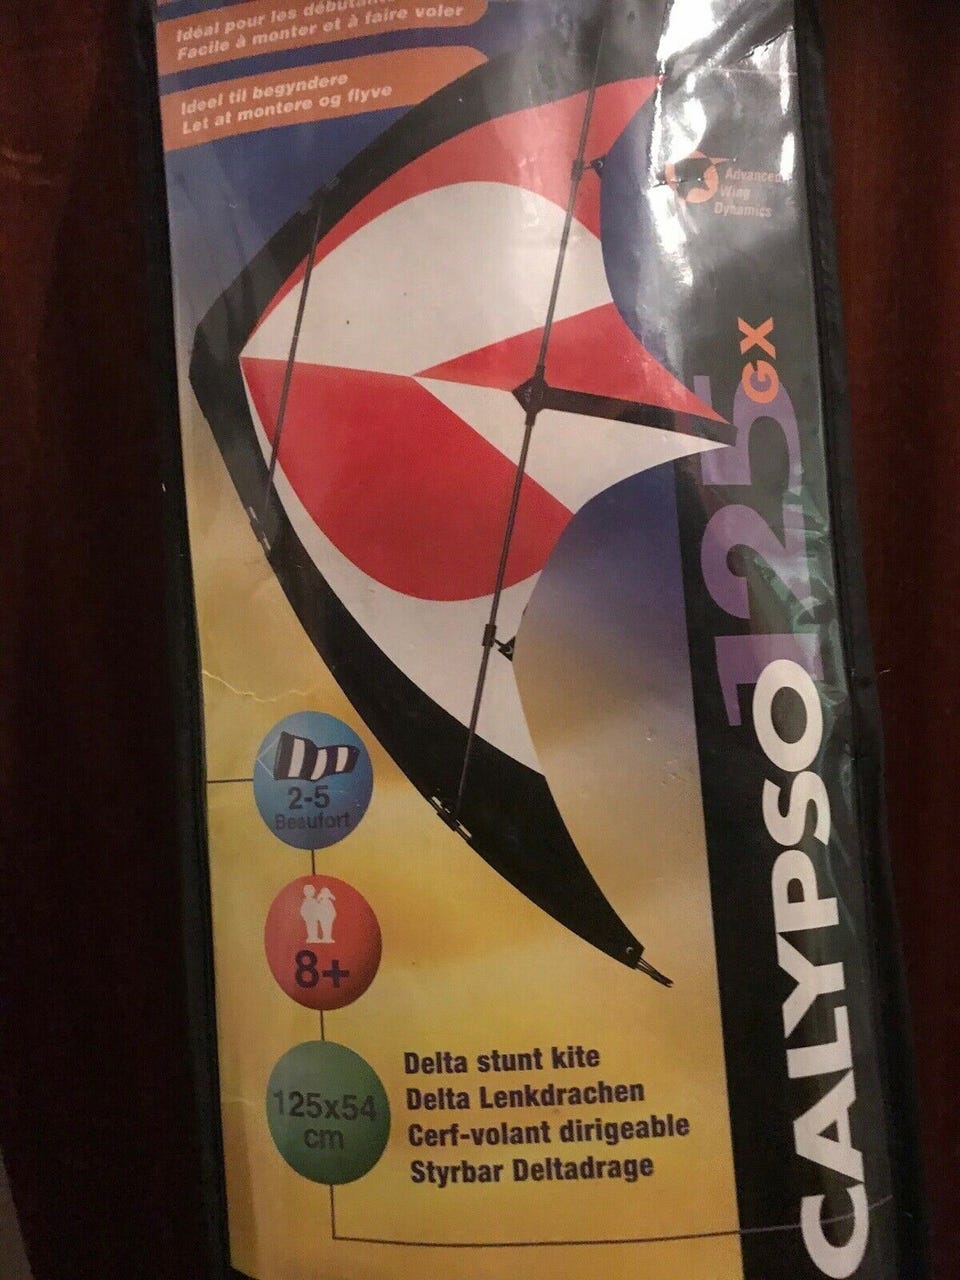 Idéal pour les débutants
Facile à monter et à faire voler
Ideel til begyndere
Let at montere og flyve
Advanced
Wing
Dynamics
CALYPSO
125
GX
2-5
Beaufort
8+
125x54
cm
Delta stunt kite
Delta Lenkdrachen
Cerf-volant dirigeable
Styrbar Deltadrage